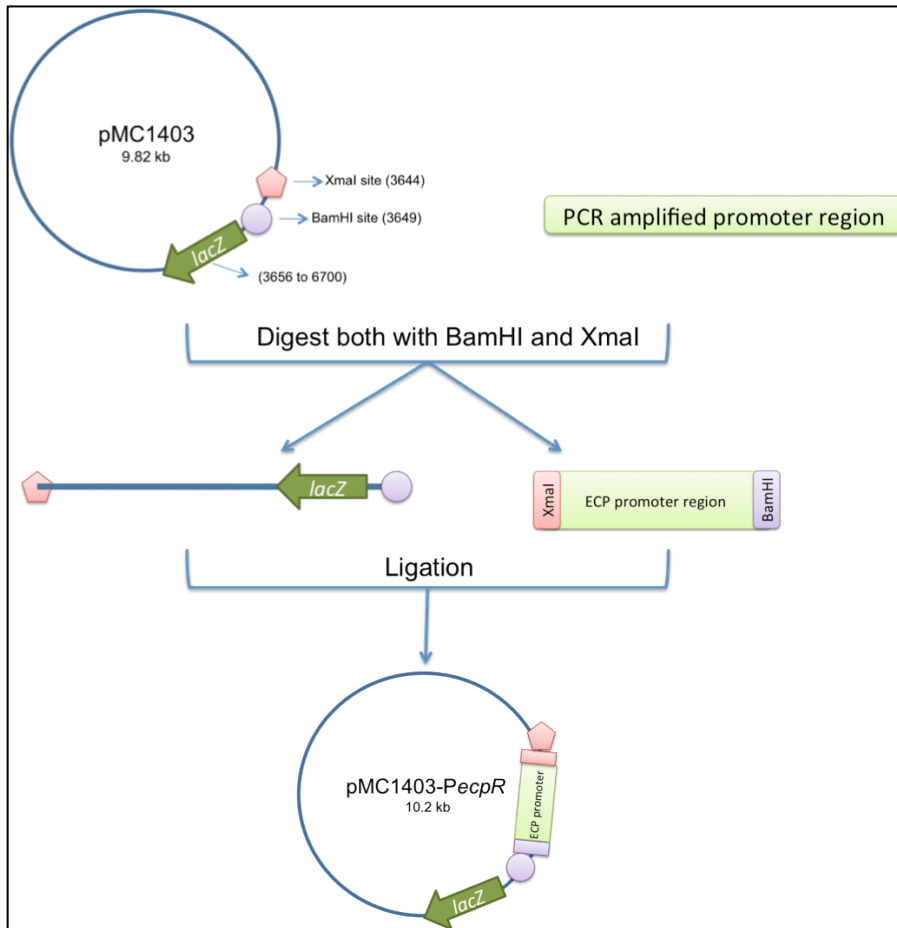 pMC1403
9.82 kb
XmaI site (3644)
BamHI site (3649)
lacZ
(3656 to 6700)
PCR amplified promoter region
Digest both with BamHI and XmaI
lacZ
XmaI
ECP promoter region
BamHI
Ligation
pMC1403-PecpR
10.2 kb
ECP promoter
lacZ